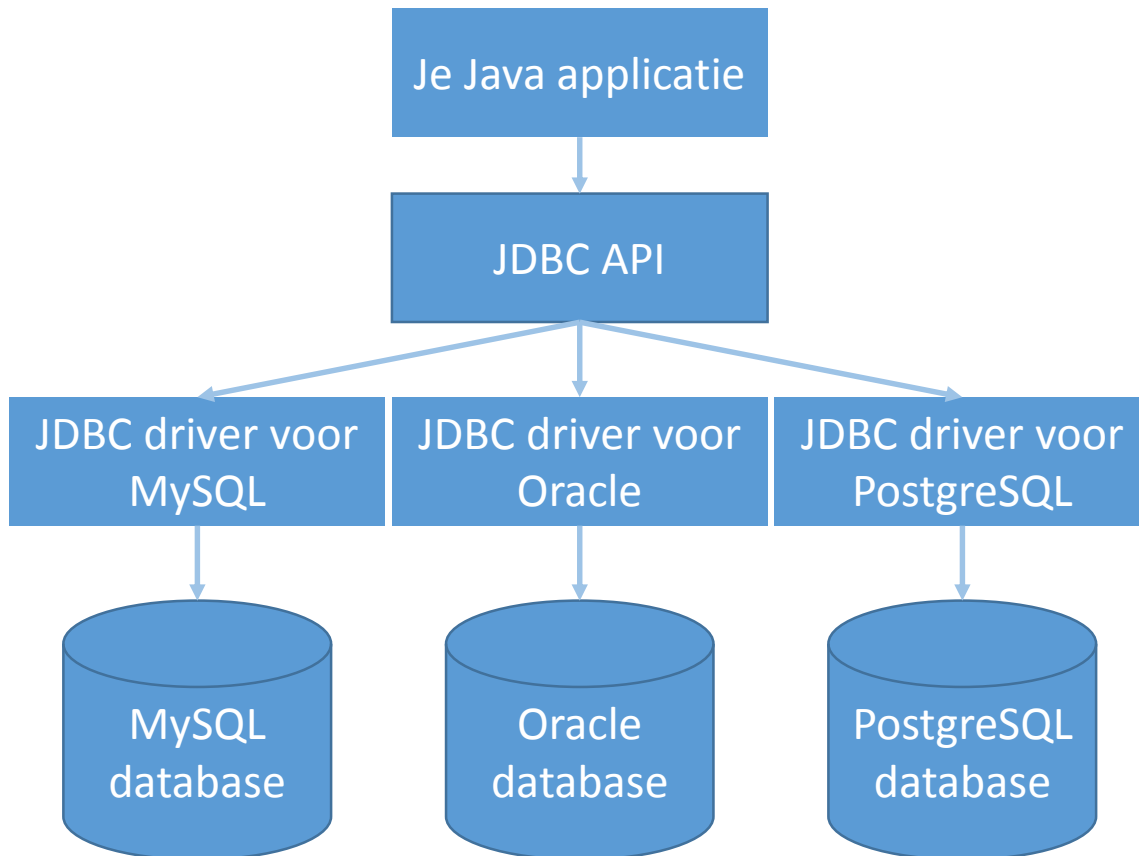 Je Java applicatie
JDBC API
JDBC driver voor
MySQL
JDBC driver voor
Oracle
JDBC driver voor
PostgreSQL
MySQL
database
Oracle
database
PostgreSQL
database